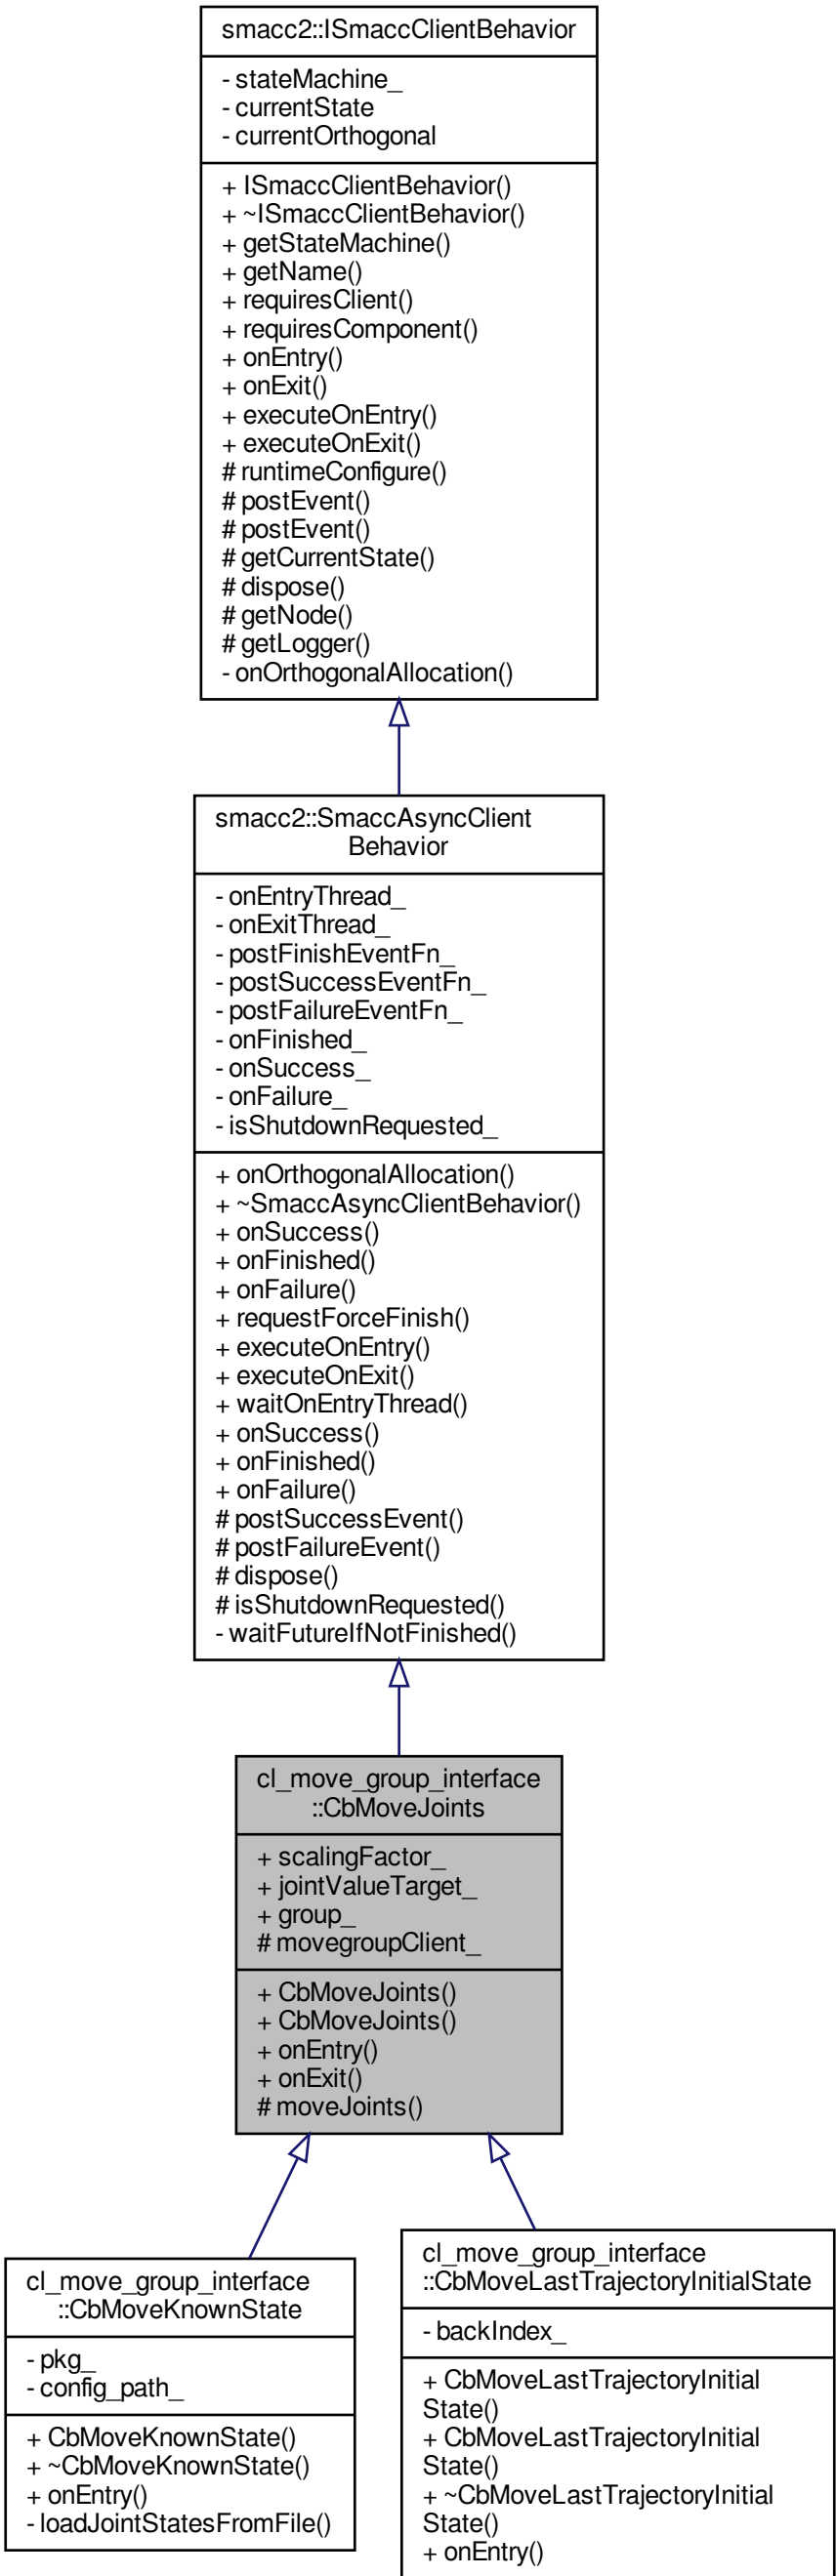 smacc2::ISmaccClientBehavior
- stateMachine_
- currentState
- currentOrthogonal
+ ISmaccClientBehavior()
+ ~ISmaccClientBehavior()
+ getStateMachine()
+ getName()
+ requiresClient()
+ requiresComponent()
+ onEntry()
+ onExit()
+ executeOnEntry()
+ executeOnExit()
# runtimeConfigure()
# postEvent()
# postEvent()
# getCurrentState()
# dispose()
# getNode()
# getLogger()
- onOrthogonalAllocation()
smacc2::SmaccAsyncClient
Behavior
- onEntryThread_
- onExitThread_
- postFinishEventFn_
- postSuccessEventFn_
- postFailureEventFn_
- onFinished_
- onSuccess_
- onFailure_
- isShutdownRequested_
+ onOrthogonalAllocation()
+ ~SmaccAsyncClientBehavior()
+ onSuccess()
+ onFinished()
+ onFailure()
+ requestForceFinish()
+ executeOnEntry()
+ executeOnExit()
+ waitOnEntryThread()
+ onSuccess()
+ onFinished()
+ onFailure()
# postSuccessEvent()
# postFailureEvent()
# dispose()
# isShutdownRequested()
- waitFutureIfNotFinished()
cl_move_group_interface
::CbMoveJoints
+ scalingFactor_
+ jointValueTarget_
+ group_
# movegroupClient_
+ CbMoveJoints()
+ CbMoveJoints()
+ onEntry()
+ onExit()
# moveJoints()
cl_move_group_interface
::CbMoveKnownState
- pkg_
- config_path_
+ CbMoveKnownState()
+ ~CbMoveKnownState()
+ onEntry()
- loadJointStatesFromFile()
cl_move_group_interface
::CbMoveLastTrajectoryInitialState
- backIndex_
+ CbMoveLastTrajectoryInitial
State()
+ CbMoveLastTrajectoryInitial
State()
+ ~CbMoveLastTrajectoryInitial
State()
+ onEntry()